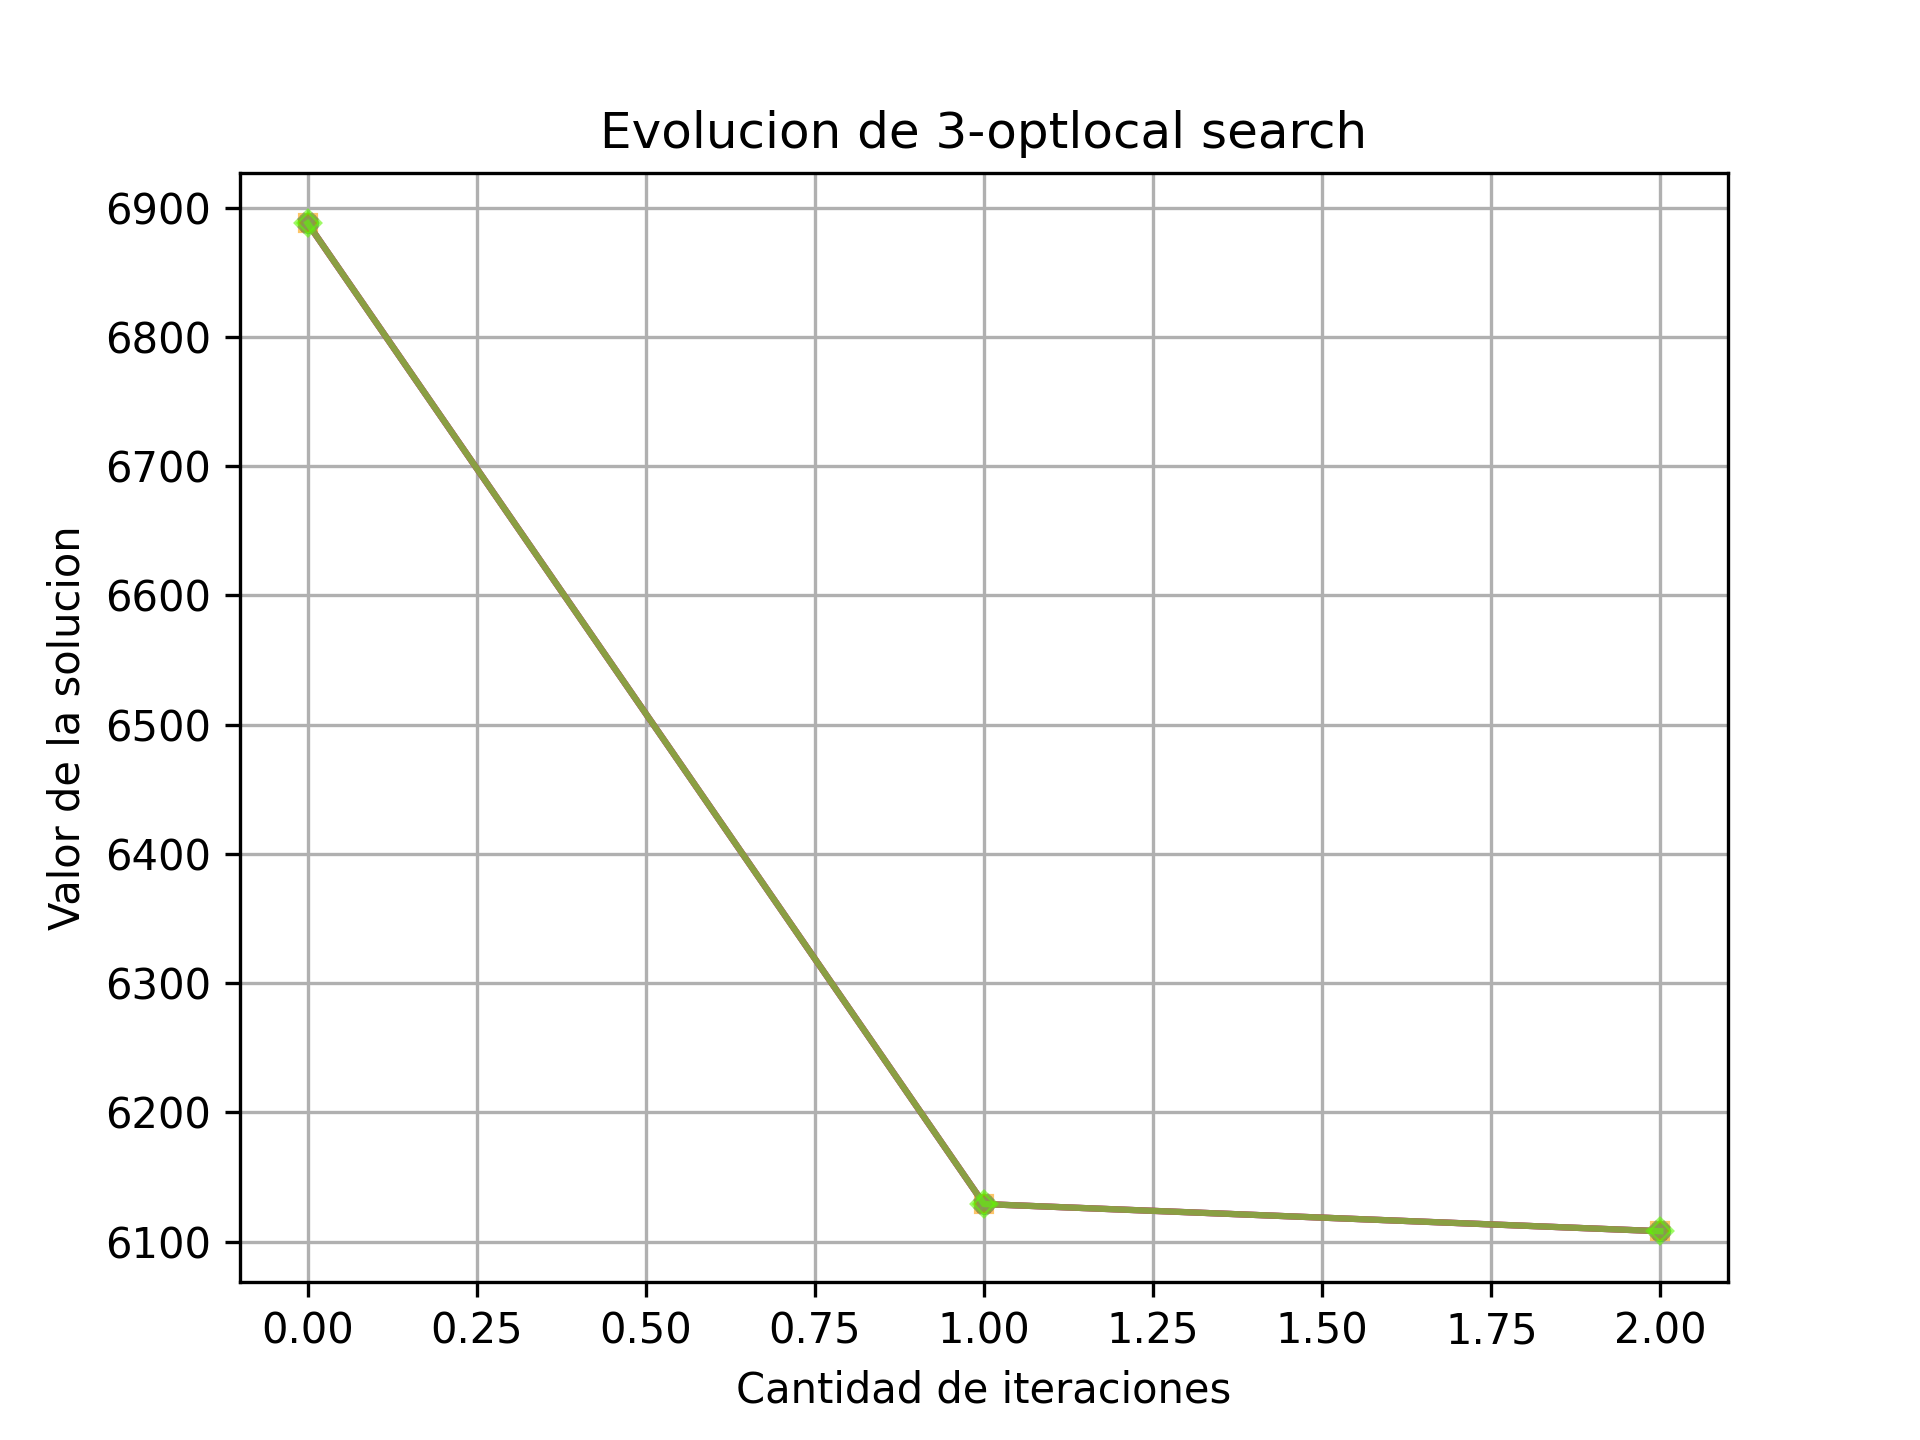 Evolucion de 3-optlocal search
6900
6800
6700
6600
6500
6400
6300
6200
6100
Valor de la solucion
0.00 0.25 0.50 0.75 1.00 1.25 1.50 1.75 2.00
Cantidad de iteraciones